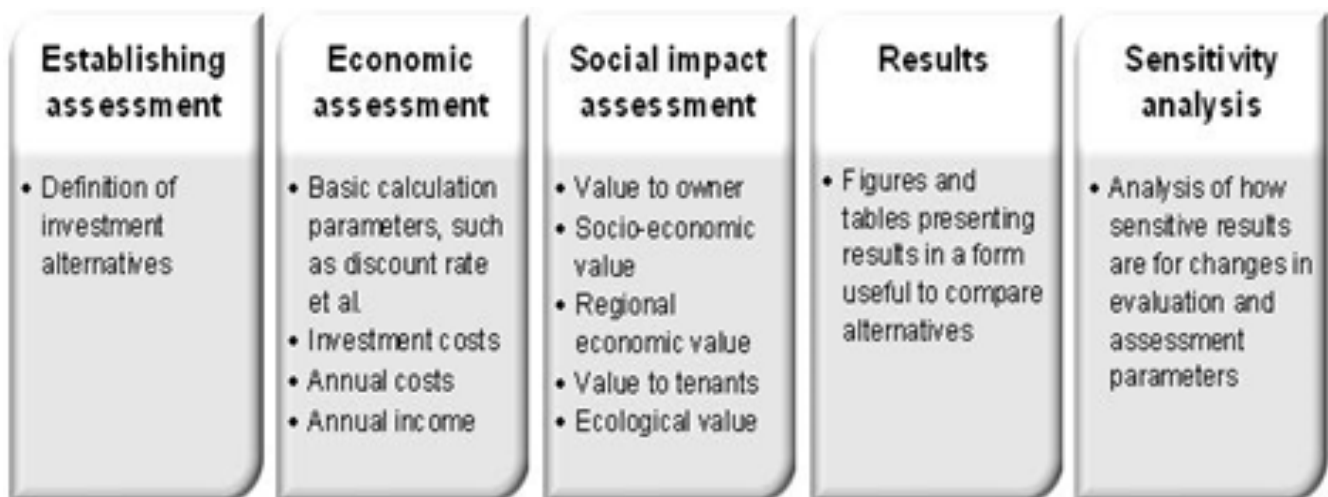 Establishing
assessment
• Definition of
investment
alternatives
Economic
assessment
• Basic calculation
parameters, such
as discount rate
et al.
• Investment costs
• Annual costs
• Annual income
Social impact
assessment
• Value to owner
• Socio-economic
value
• Regional
economic value
• Value to tenants
• Ecological value
Results
• Figures and
tables presenting
results in a form
useful to compare
alternatives
Sensitivity
analysis
• Analysis of how
sensitive results
are for changes in
evaluation and
assessment
parameters